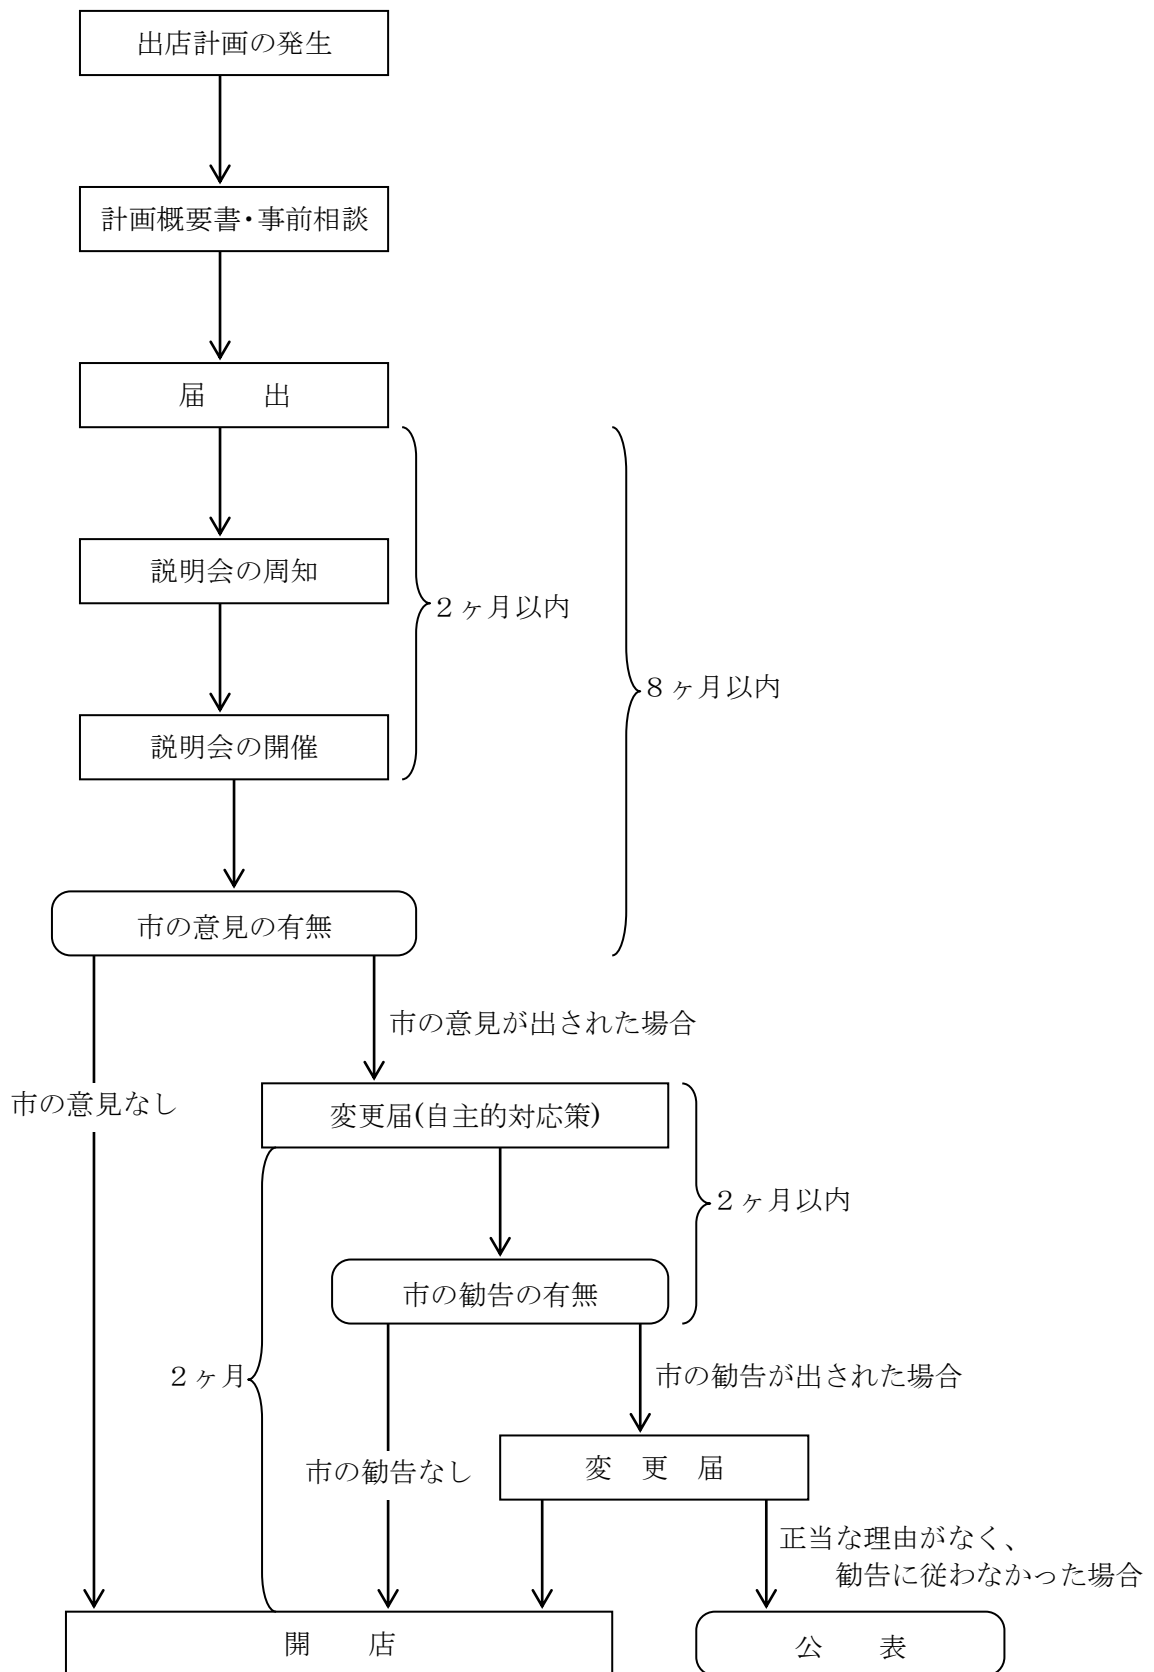 出店計画の発生
計画概要書・事前相談
届　　出
説明会の周知
２ヶ月以内
８ヶ月以内
説明会の開催
市の意見の有無
市の意見が出された場合
市の意見なし
変更届(自主的対応策)
２ヶ月以内
市の勧告の有無
２ヶ月
市の勧告が出された場合
市の勧告なし
変　更　届
正当な理由がなく、
勧告に従わなかった場合
開　　店
公　　表